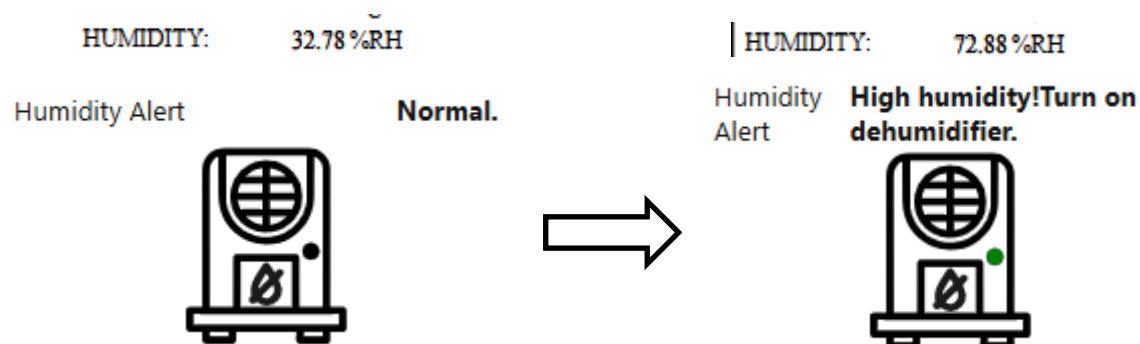 HUMIDITY: 32.78 %RH
Humidity Alert Normal.
HUMIDITY: 72.88 %RH
Humidity Alert
High humidity!Turn on
dehumidifier.